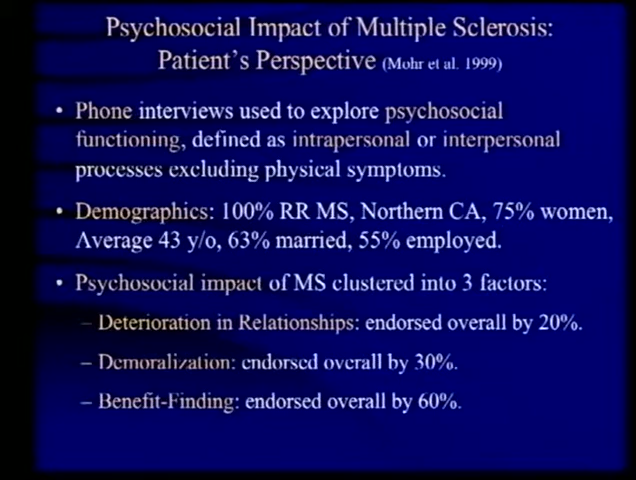 Psychosocial Impact of Multiple Sclerosis:
Patient's Perspective (Mohr et al. 1999)
• Phone interviews used to explore psychosocial
functioning, defined as intrapersonal or interpersonal
processes excluding physical symptoms.
• Demographics: 100% RR MS, Northern CA, 75% women,
Average 43 y/o, 63% married, 55% employed.
• Psychosocial impact of MS clustered into 3 factors:
– Deterioration in Relationships: endorsed overall by 20%.
– Demoralization: endorsed overall by 30%.
– Benefit-Finding: endorsed overall by 60%.